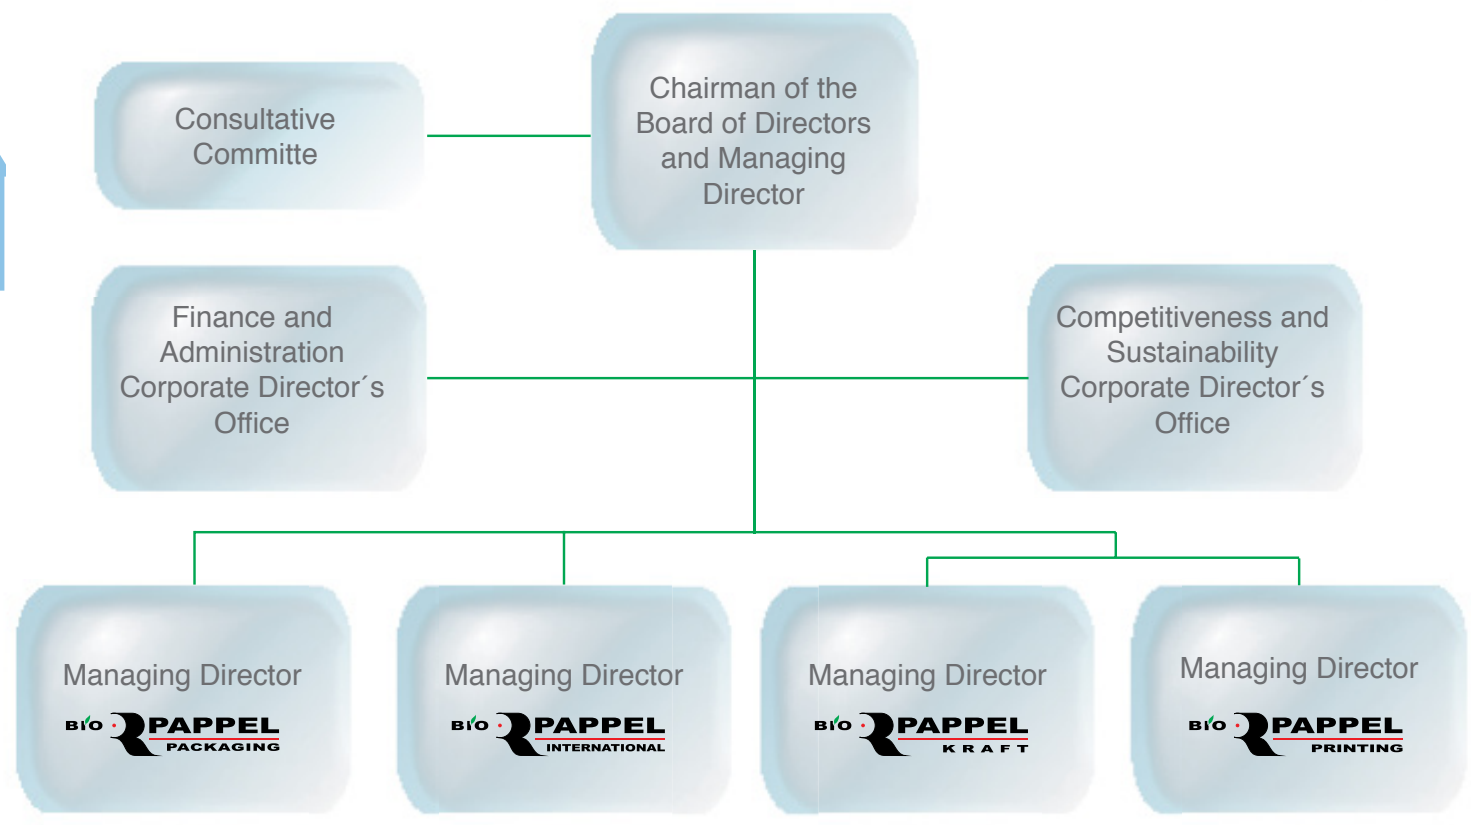 Consultative
Committe
Chairman of the
Board of Directors
and Managing
Director
Finance and
Administration
Corporate Director´s
Office
Competitiveness and
Sustainability
Corporate Director´s
Office
Managing Director
BIO PAPPEL
PACKAGING
Managing Director
BIO PAPPEL
INTERNATIONAL
Managing Director
BIO PAPPEL
KRAFT
Managing Director
BIO PAPPEL
PRINTING